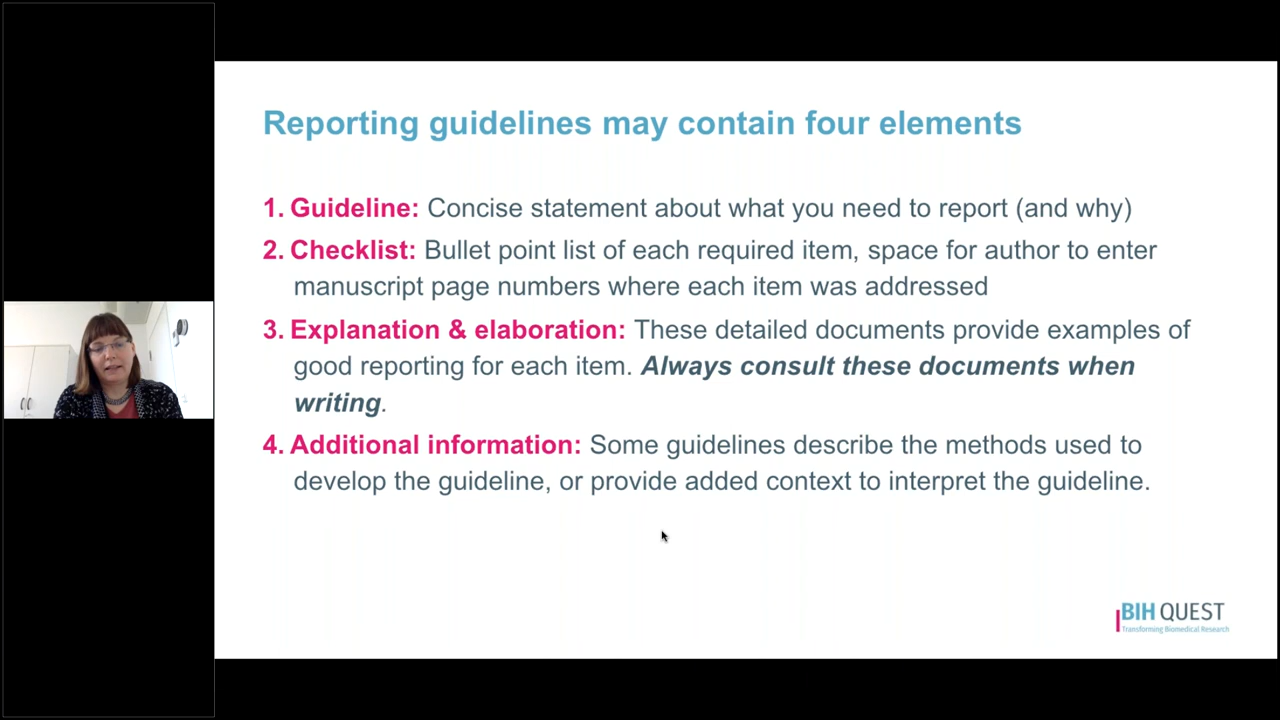 Reporting guidelines may contain four elements
1. Guideline: Concise statement about what you need to report (and why)
2. Checklist: Bullet point list of each required item, space for author to enter
manuscript page numbers where each item was addressed
3. Explanation & elaboration: These detailed documents provide examples of
good reporting for each item. Always consult these documents when
writing.
4. Additional information: Some guidelines describe the methods used to
develop the guideline, or provide added context to interpret the guideline.
BIH QUEST
Transforming Biomedical Research